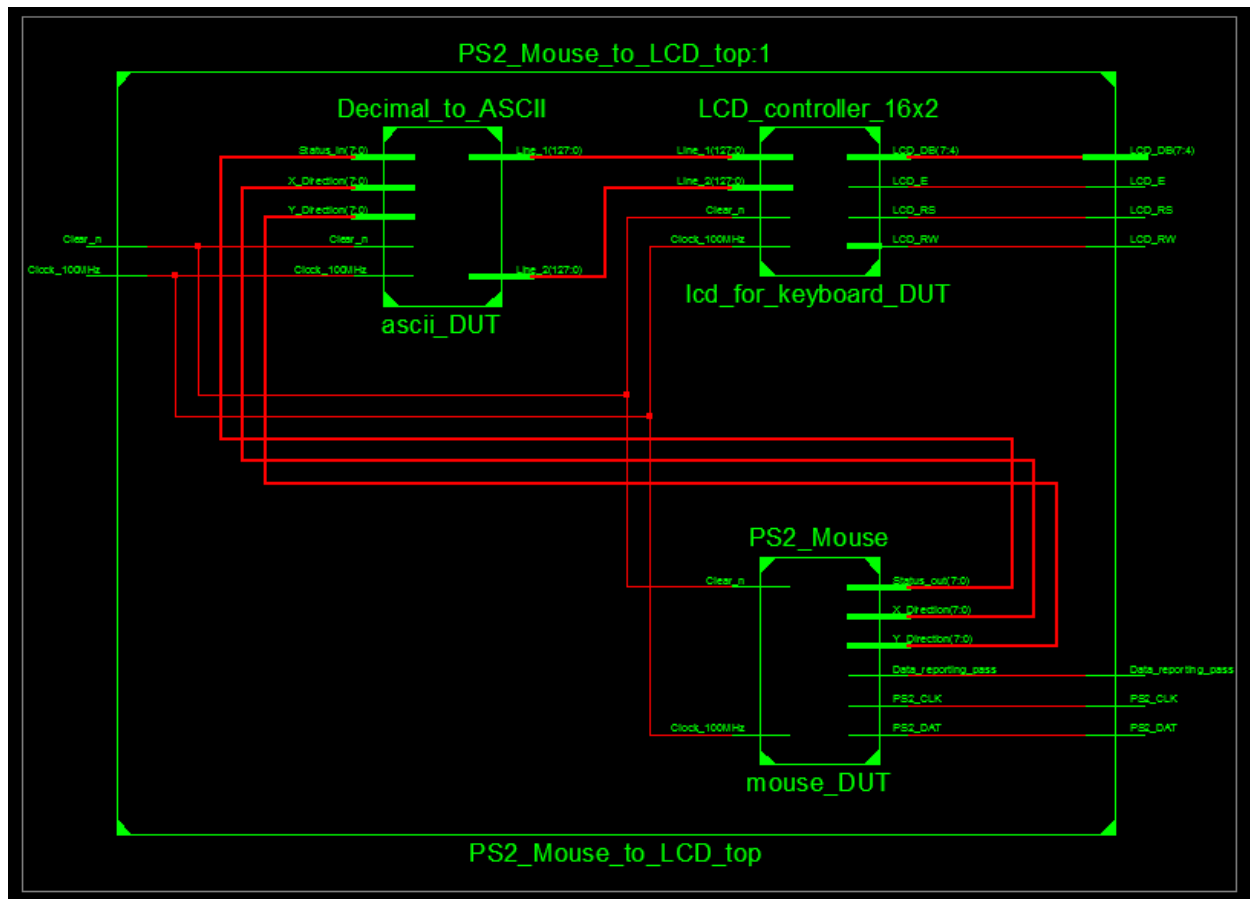 PS2_Mouse_to_LCD_top:1
Decimal_to_ASCII
LCD_controller_16x2
Status_in(7:0)
Line_1(127:0)
Line_1(127:0)
LCD_DB(7:4)
LCD_DB(7:4)
X_Direction(7:0)
Line_2(127:0)
LCD_E
LCD_E
Y_Direction(7:0)
Clear_n
LCD_RS
LCD_RS
Clear_n
Clear_n
Clock_100MHz
LCD_RW
LCD_RW
Clock_100MHz
Clock_100MHz
Line_2(127:0)
lcd_for_keyboard_DUT
ascii_DUT
PS2_Mouse
Clear_n
Status_out(7:0)
X_Direction(7:0)
Y_Direction(7:0)
Data_reporting_pass
Data_reporting_pass
PS2_CLK
PS2_CLK
Clock_100MHz
PS2_DAT
PS2_DAT
mouse_DUT
PS2_Mouse_to_LCD_top